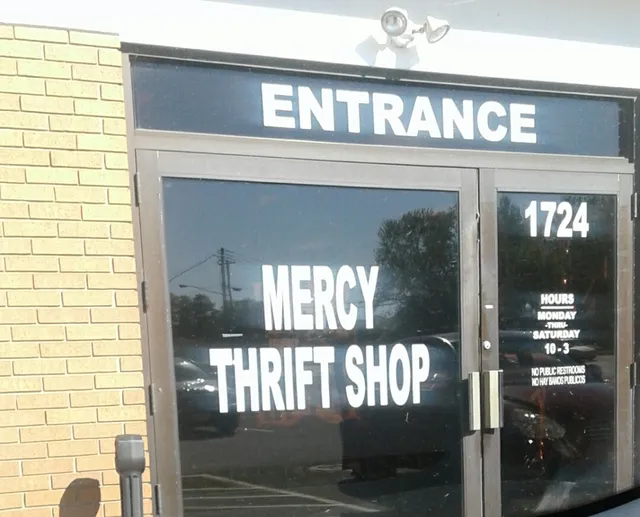 ENTRANCE
MERCY
THRIFT SHOP
1724
HOURS
MONDAY
-THRU-
SATURDAY
10 - 3
NO PUBLIC RESTROOMS
NO HAY BANOS PUBLICOS